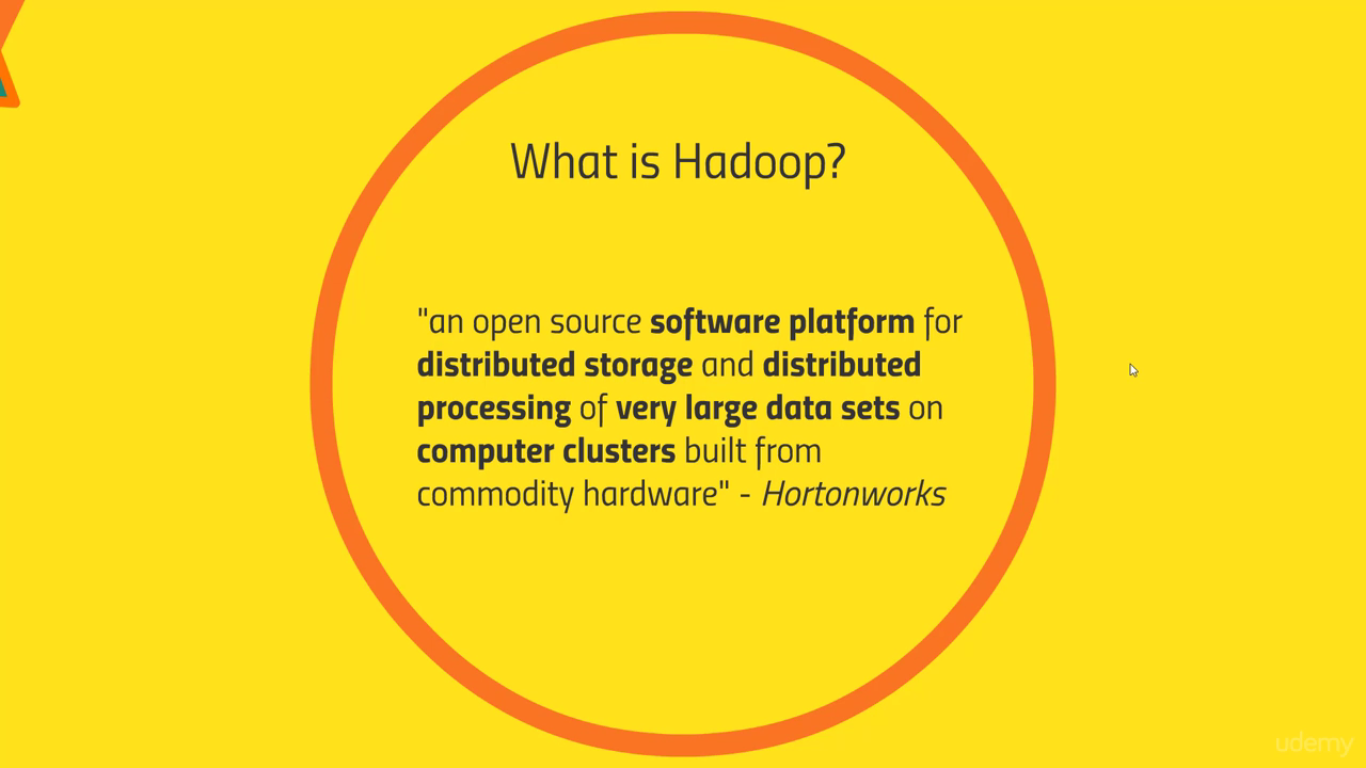 What is Hadoop?
"an open source software platform for
distributed storage and distributed
processing of very large data sets on
computer clusters built from
commodity hardware" - Hortonworks
udemy